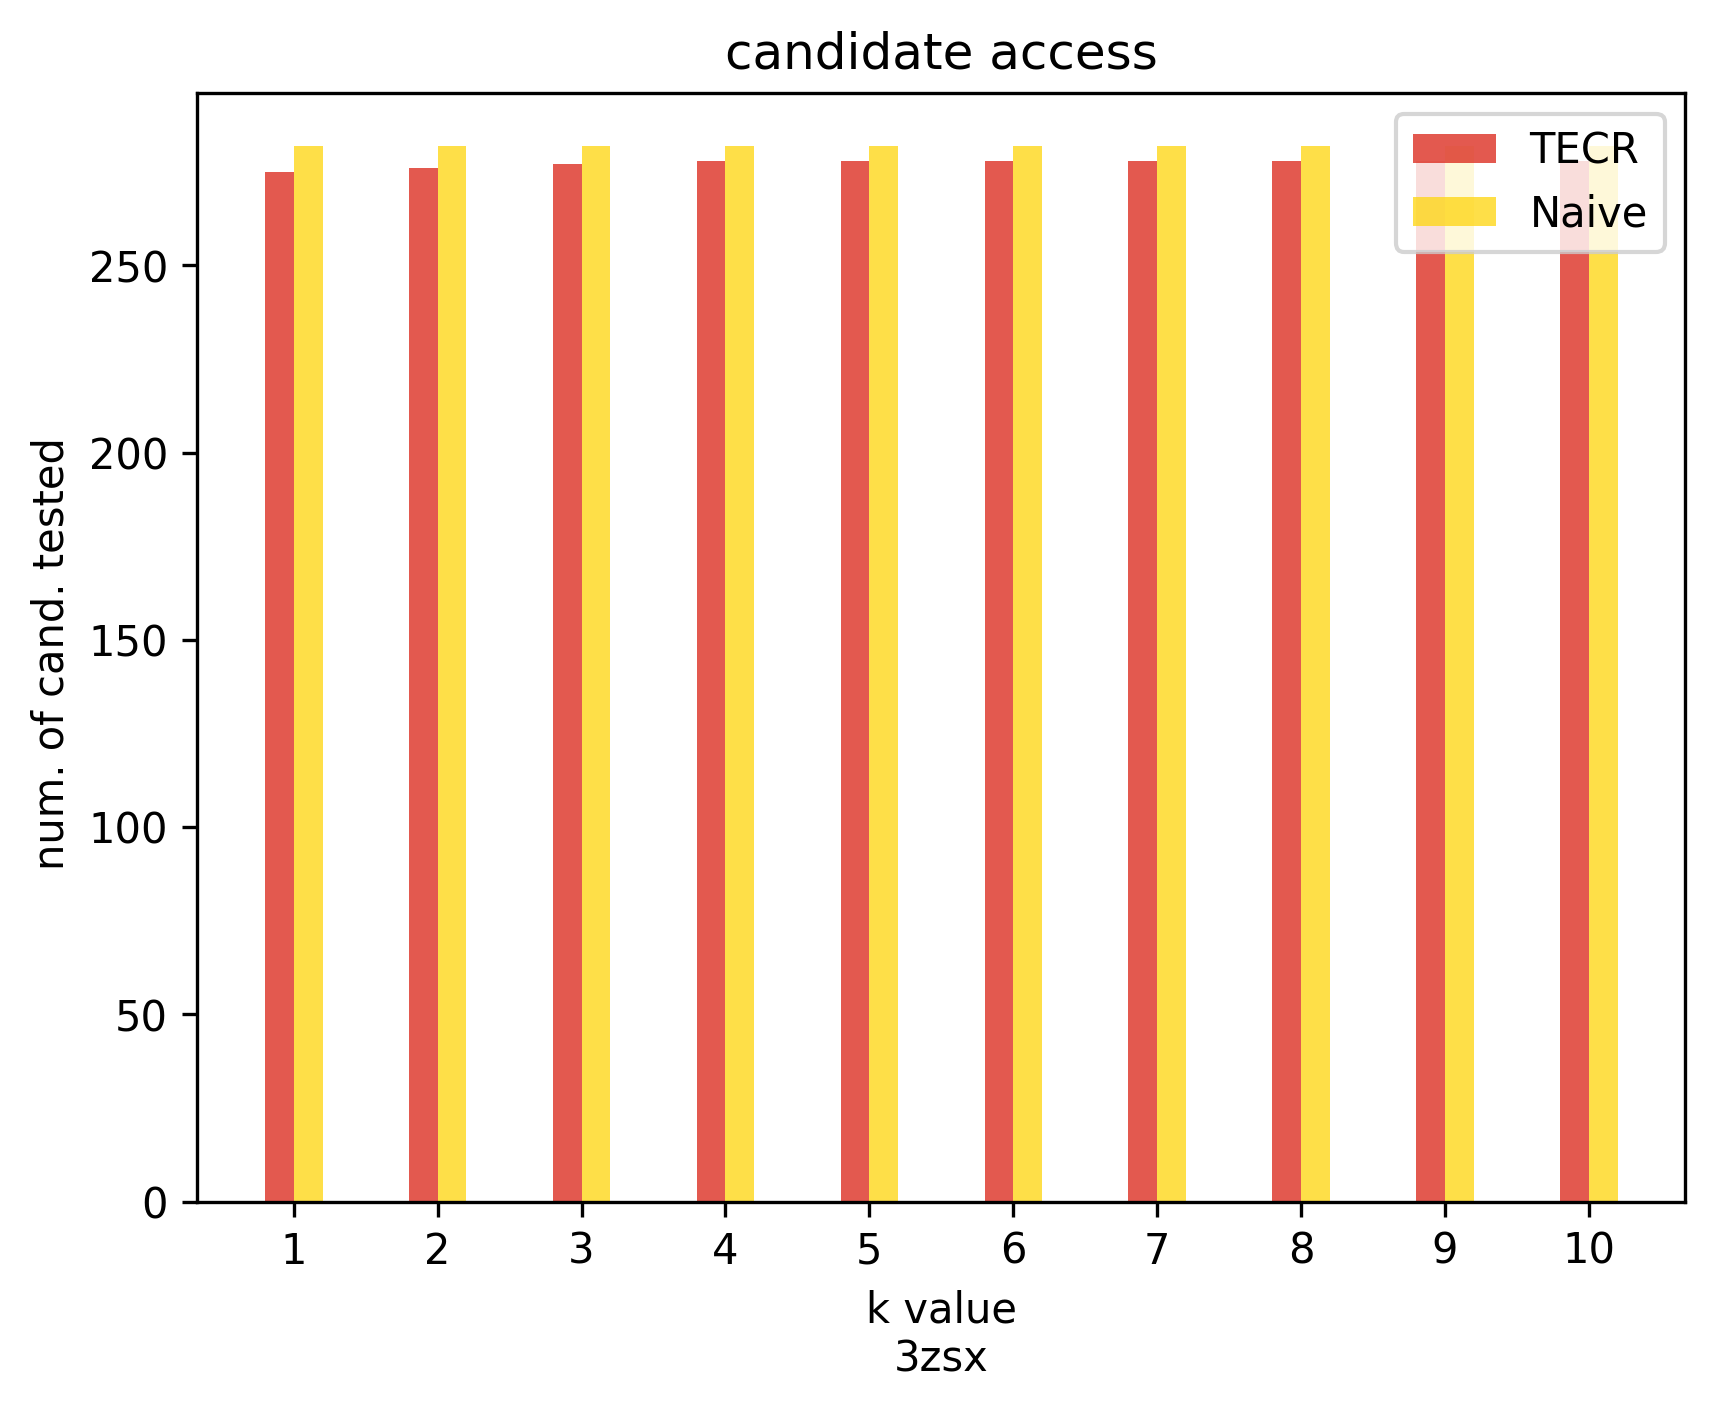 candidate access
TECR
Naive
num. of cand. tested
250
200
150
100
50
0
1 2 3 4 5 6 7 8 9 10
k value
3zsx